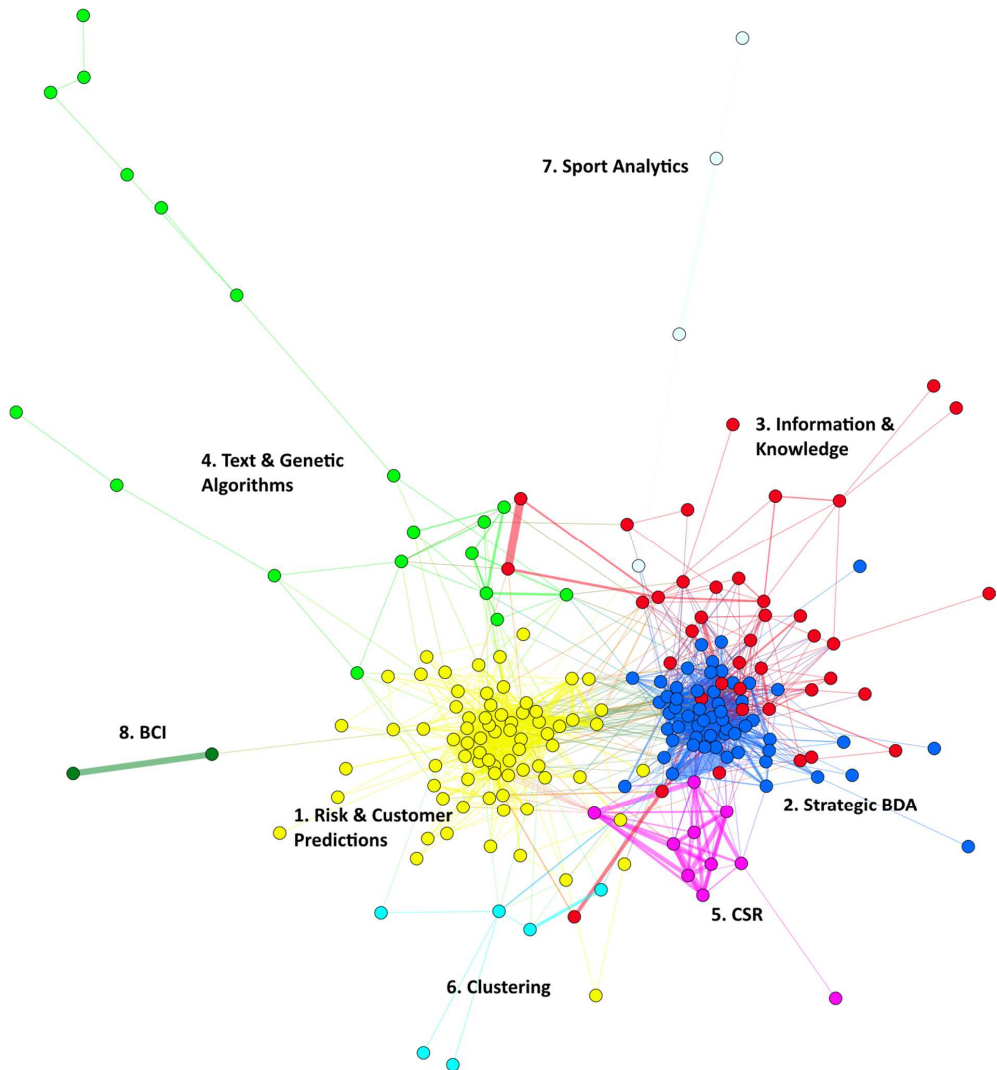 7. Sport Analytics
3. Information &
Knowledge
4. Text & Genetic
Algorithms
8. BCI
1. Risk & Customer
Predictions
2. Strategic BDA
5. CSR
6. Clustering